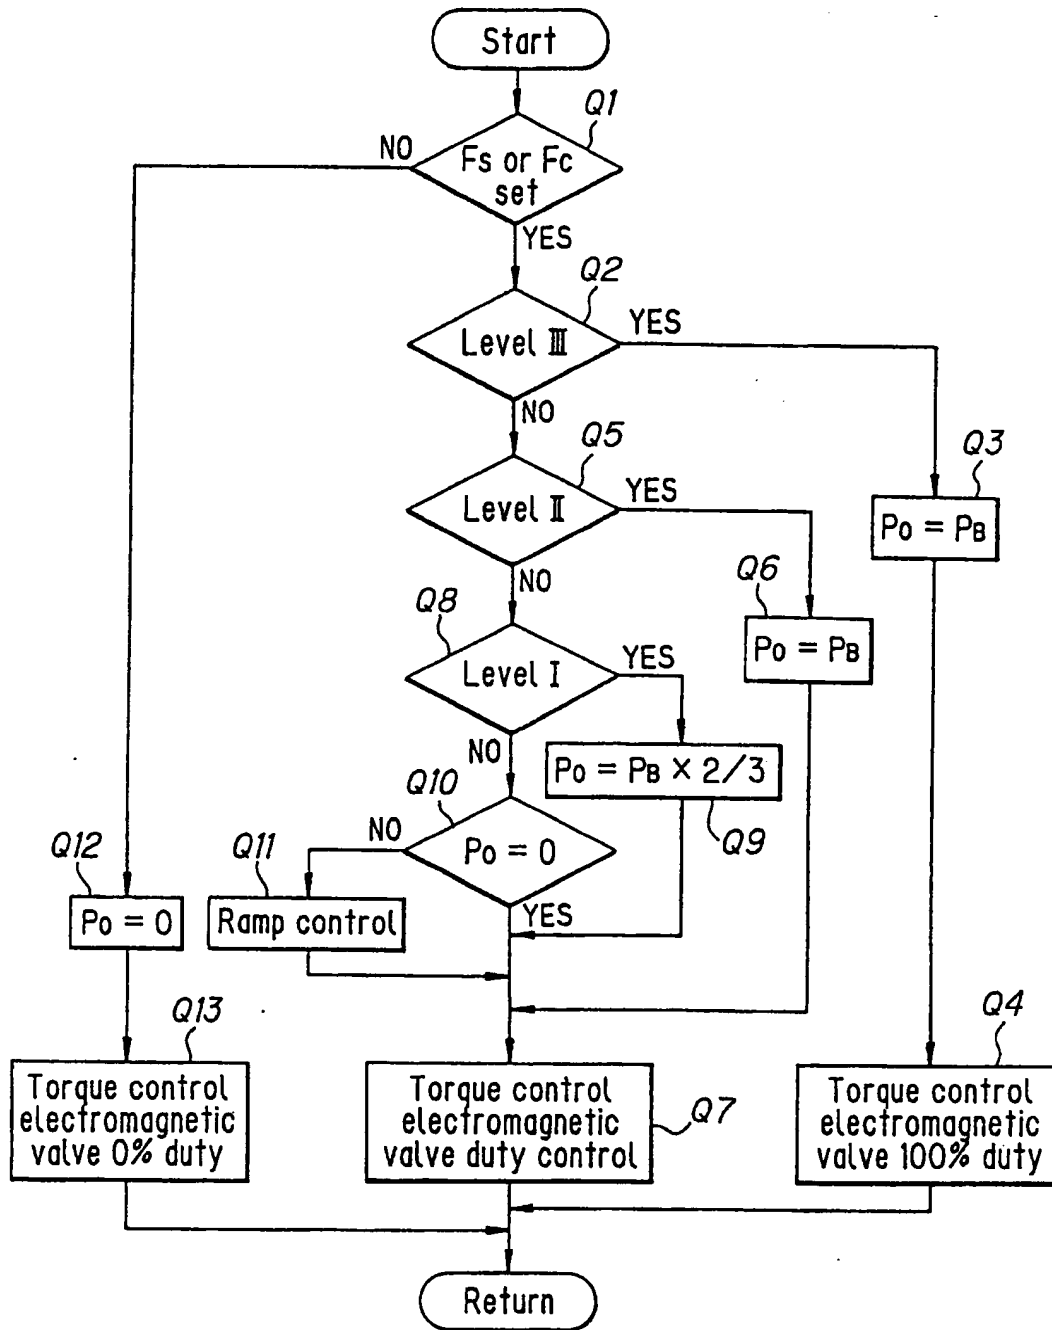 Start
Q1
NO
Fs or Fc
set
YES
Q2
Level III
YES
NO
Q5
Level II
YES
Q3
Po = PB
NO
Q8
Level I
YES
Q6
Po = PB
NO
Po = PB × 2/3
Q9
Q10
Po = 0
NO
YES
Q11
Ramp control
Q12
Po = 0
Q13
Torque control
electromagnetic
valve 0% duty
Torque control
electromagnetic
valve duty control
Q7
Q4
Torque control
electromagnetic
valve 100% duty
Return